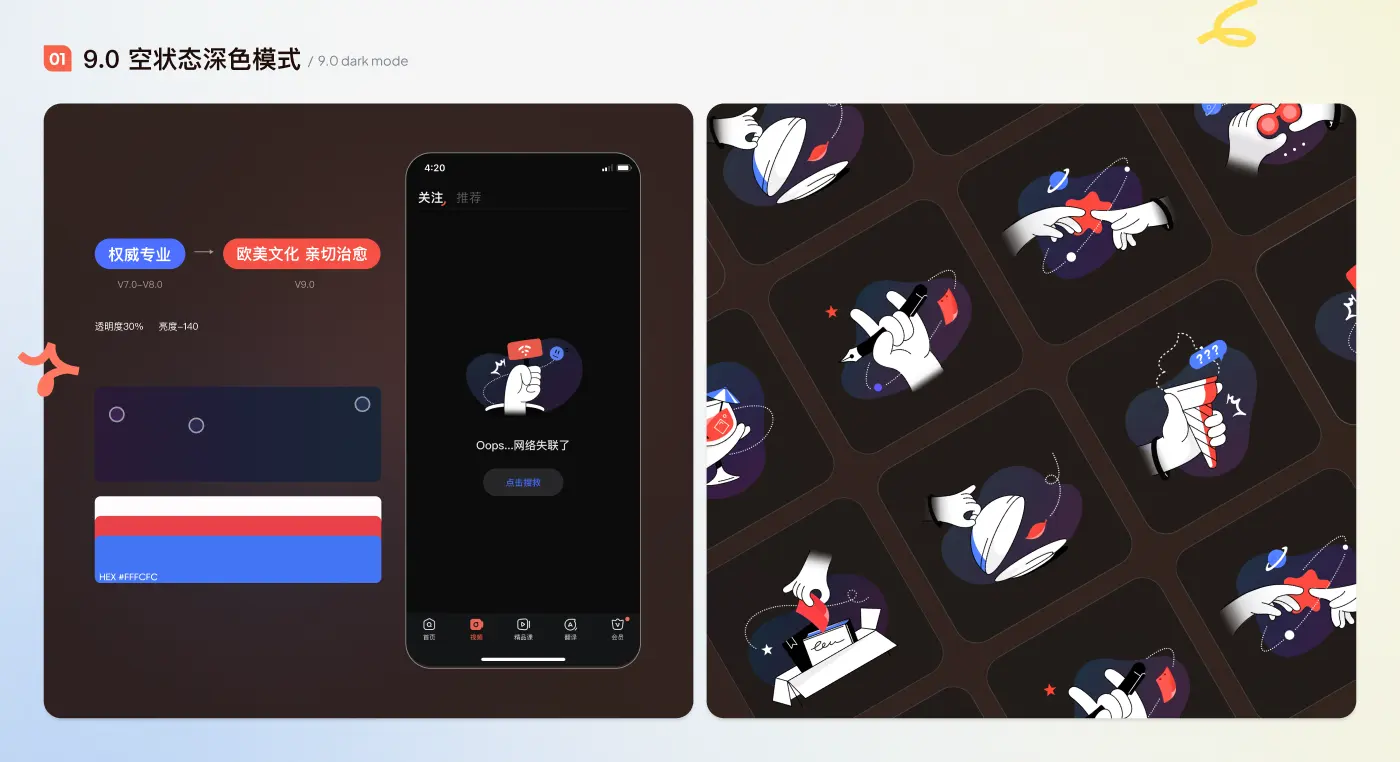 01 9.0 空状态深色模式 / 9.0 dark mode
权威专业 → 欧美文化 亲切治愈
V7.0-V8.0 V9.0
透明度30% 亮度-140
HEX #FFFCFC
4:20
关注 推荐
Oops...网络失联了
点击搜救
首页 视频 精品课 翻译 会员
???